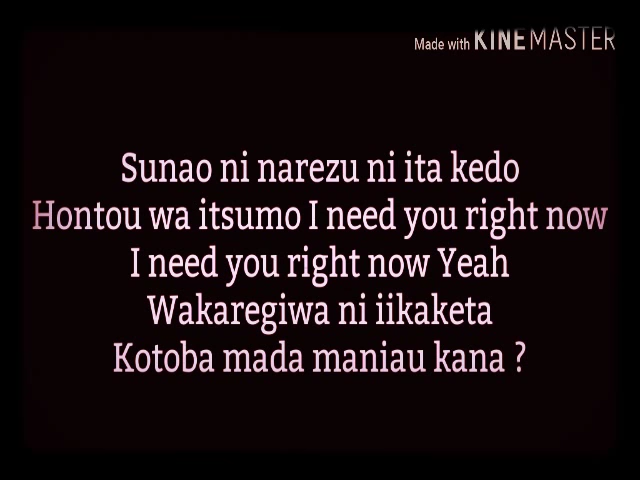 Made with KINEMASTER
Sunao ni narezu ni ita kedo
Hontou wa itsumo I need you right now
I need you right now Yeah
Wakaregiwa ni iikaketa
Kotoba mada maniau kana ?